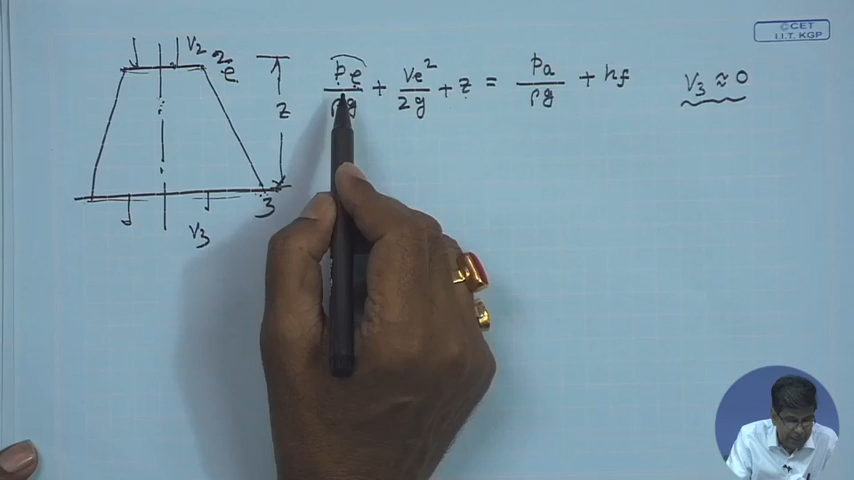 ©CET
I.I.T. KGP
V₂ 2
e
z
3
V₃
pe/ρg + Ve²/2g + z = pa/ρg + hf
V₃ ≈ 0